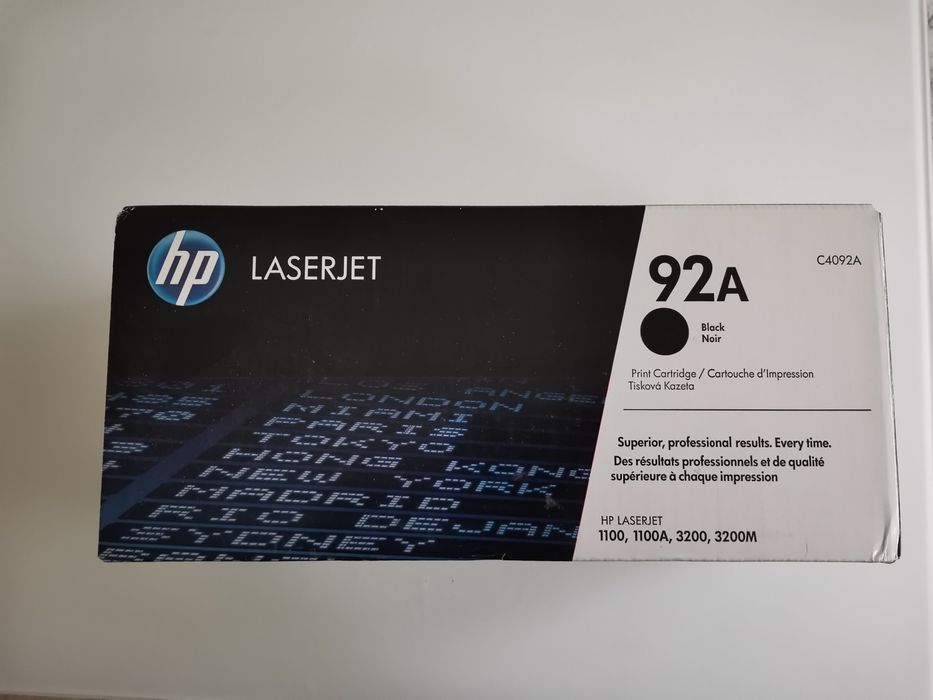 hp
LASERJET
92A
C4092A
Black
Noir
Print Cartridge / Cartouche d'Impression
Tisková Kazeta
Superior, professional results. Every time.
Des résultats professionnels et de qualité
supérieure à chaque impression
HP LASERJET
1100, 1100A, 3200, 3200M
LONDON
MIAMI
PARIS
TOKYO
HONG KONG
NEW YORK
MADRID
RIO DE JAN
SYDNEY